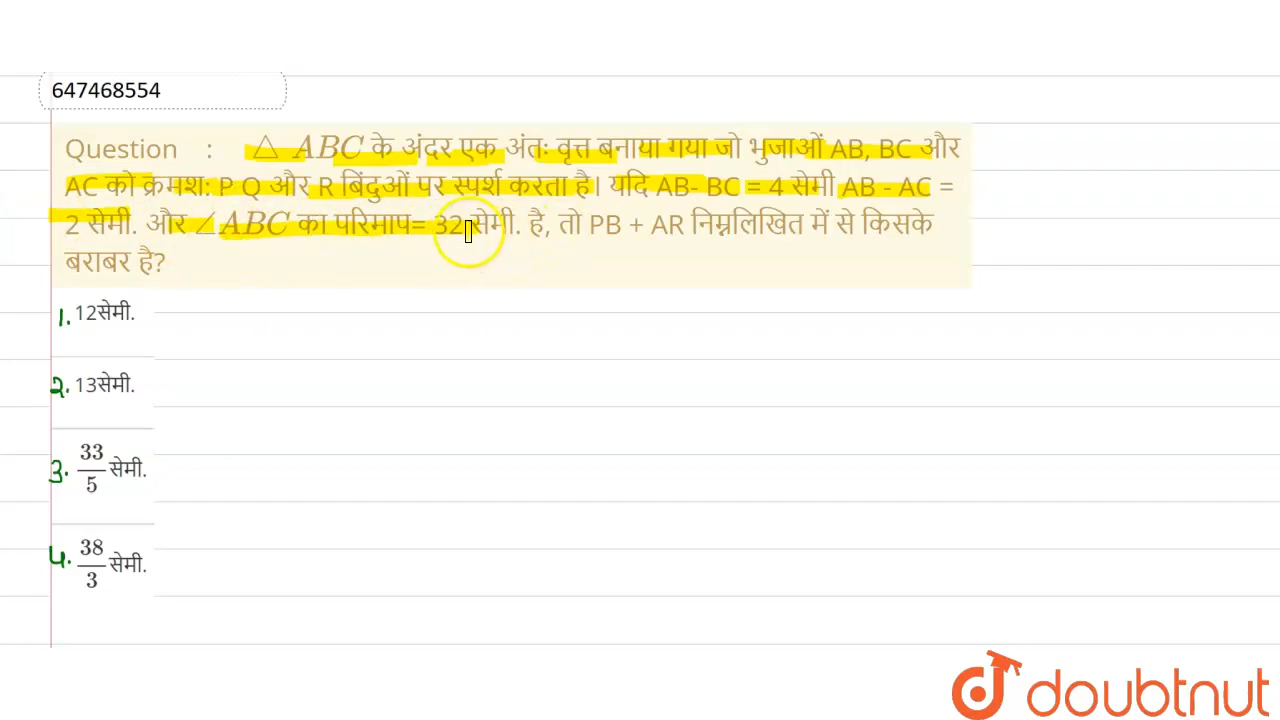 647468554
Question : △ ABC के अंदर एक अंतः वृत्त बनाया गया जो भुजाओं AB, BC और
AC को क्रमश: P Q और R बिंदुओं पर स्पर्श करता है। यदि AB- BC = 4 सेमी AB - AC =
2 सेमी. और ∠ABC का परिमाप= 32 सेमी. है, तो PB + AR निम्नलिखित में से किसके
बराबर है?
1. 12सेमी.
2. 13सेमी.
3. 33/5 सेमी.
4. 38/3 सेमी.
doubtnut